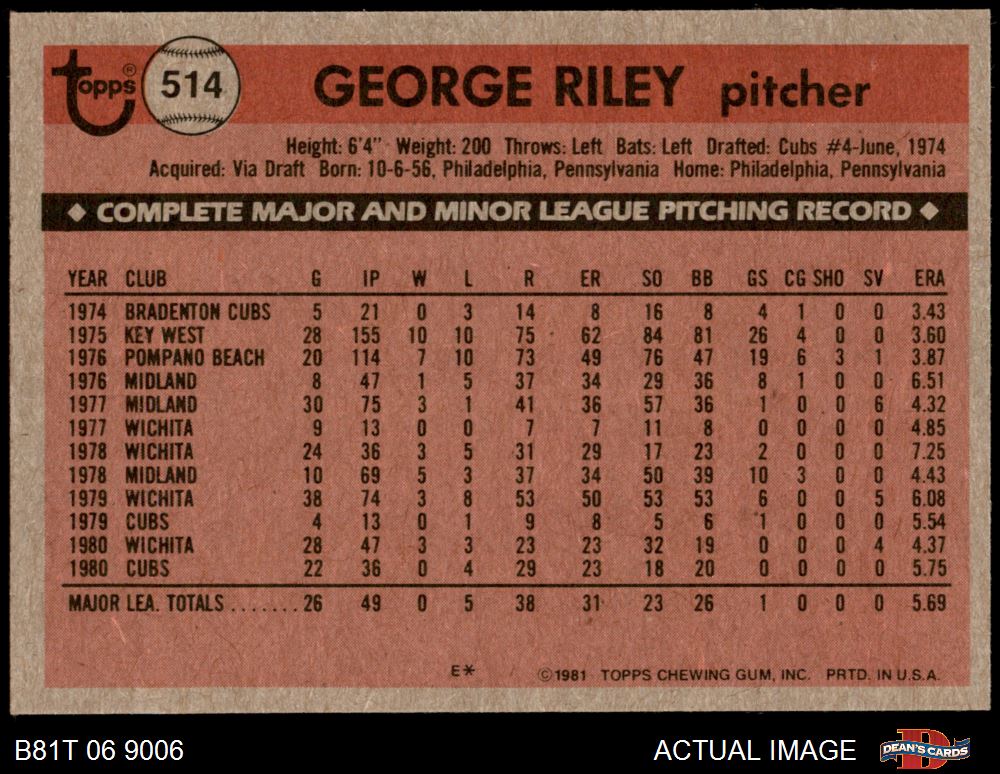 Topps® 514 GEORGE RILEY pitcher
Height: 6'4" Weight: 200 Throws: Left Bats: Left Drafted: Cubs #4-June, 1974
Acquired: Via Draft Born: 10-6-56, Philadelphia, Pennsylvania Home: Philadelphia, Pennsylvania
◆ COMPLETE MAJOR AND MINOR LEAGUE PITCHING RECORD ◆
YEAR CLUB G IP W L R ER SO BB GS CG SHO SV ERA
1974 BRADENTON CUBS 5 21 0 3 14 8 16 8 4 1 0 0 3.43
1975 KEY WEST 28 155 10 10 75 62 84 81 26 4 0 0 3.60
1976 POMPANO BEACH 20 114 7 10 73 49 76 47 19 6 3 1 3.87
1976 MIDLAND 8 47 1 5 37 34 29 36 8 1 0 0 6.51
1977 MIDLAND 30 75 3 1 41 36 57 36 1 0 0 6 4.32
1977 WICHITA 9 13 0 0 7 7 11 8 0 0 0 0 4.85
1978 WICHITA 24 36 3 5 31 29 17 23 2 0 0 0 7.25
1978 MIDLAND 10 69 5 3 37 34 50 39 10 3 0 0 4.43
1979 WICHITA 38 74 3 8 53 50 53 53 6 0 0 5 6.08
1979 CUBS 4 13 0 1 9 8 5 6 1 0 0 0 5.54
1980 WICHITA 28 47 3 3 23 23 32 19 0 0 0 4 4.37
1980 CUBS 22 36 0 4 29 23 18 20 0 0 0 0 5.75
MAJOR LEA. TOTALS ....... 26 49 0 5 38 31 23 26 1 0 0 0 5.69
E* ©1981 TOPPS CHEWING GUM, INC. PRTD. IN U.S.A.
B81T 06 9006 ACTUAL IMAGE DEAN'S CARDS